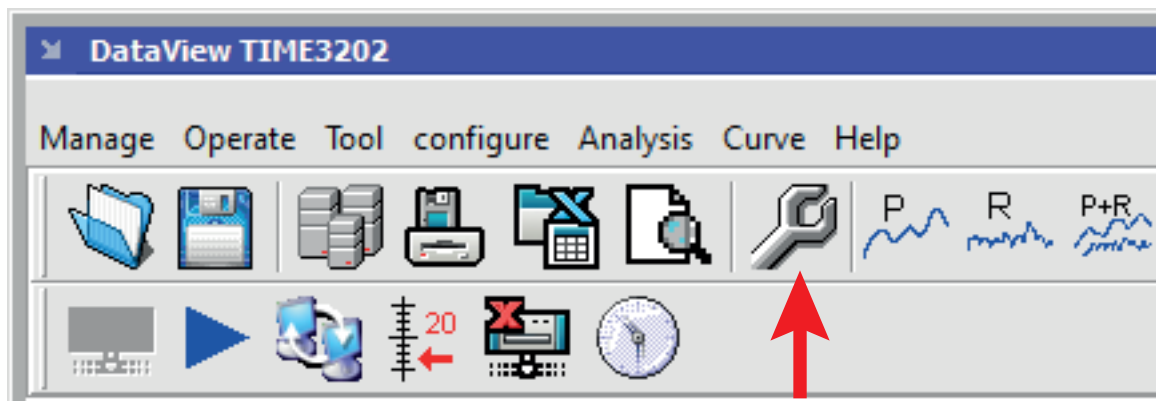 DataView TIME3202
Manage Operate Tool configure Analysis Curve Help
X P R P+R
20 X